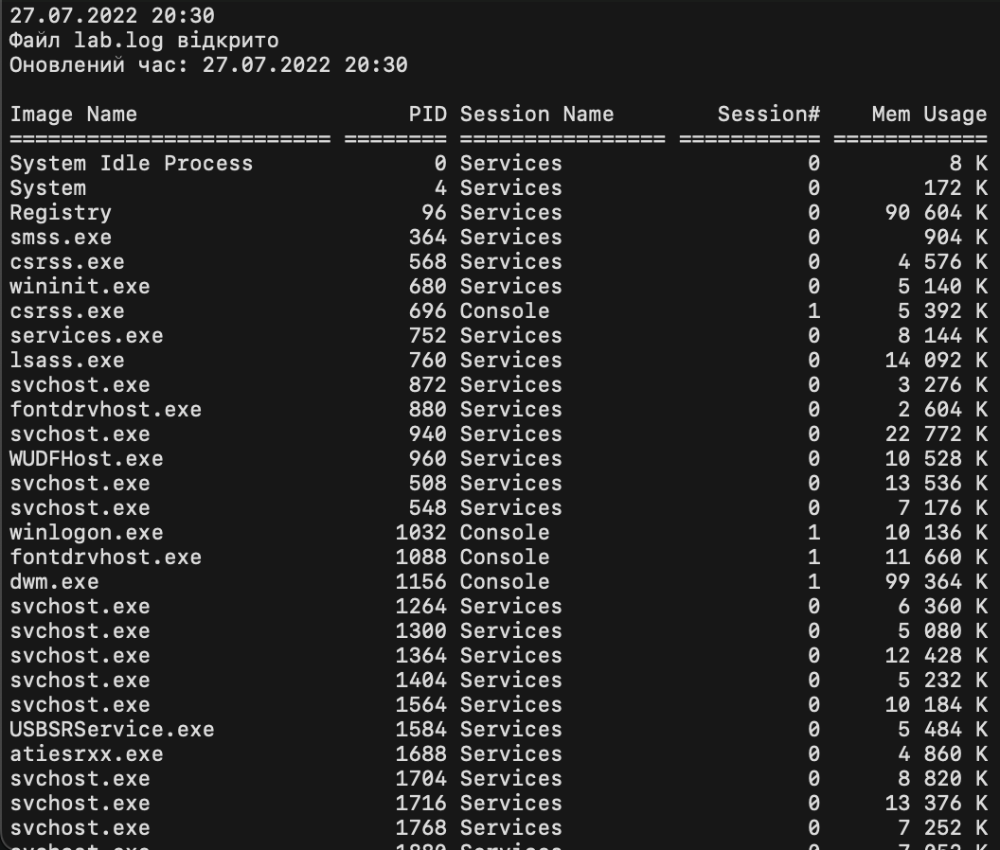 27.07.2022 20:30
Файл lab.log відкрито
Оновлений час: 27.07.2022 20:30

Image Name                     PID Session Name        Session#    Mem Usage
========================= ======== ================ =========== ============
System Idle Process              0 Services                   0          8 K
System                           4 Services                   0        172 K
Registry                        96 Services                   0     90 604 K
smss.exe                       364 Services                   0        904 K
csrss.exe                      568 Services                   0      4 576 K
wininit.exe                    680 Services                   0      5 140 K
csrss.exe                      696 Console                    1      5 392 K
services.exe                   752 Services                   0      8 144 K
lsass.exe                      760 Services                   0     14 092 K
svchost.exe                    872 Services                   0      3 276 K
fontdrvhost.exe                880 Services                   0      2 604 K
svchost.exe                    940 Services                   0     22 772 K
WUDFHost.exe                   960 Services                   0     10 528 K
svchost.exe                    508 Services                   0     13 536 K
svchost.exe                    548 Services                   0      7 176 K
winlogon.exe                  1032 Console                    1     10 136 K
fontdrvhost.exe               1088 Console                    1     11 660 K
dwm.exe                       1156 Console                    1     99 364 K
svchost.exe                   1264 Services                   0      6 360 K
svchost.exe                   1300 Services                   0      5 080 K
svchost.exe                   1364 Services                   0     12 428 K
svchost.exe                   1404 Services                   0      5 232 K
svchost.exe                   1564 Services                   0     10 184 K
USBSRService.exe              1584 Services                   0      5 484 K
atiesrxx.exe                  1688 Services                   0      4 860 K
svchost.exe                   1704 Services                   0      8 820 K
svchost.exe                   1716 Services                   0     13 376 K
svchost.exe                   1768 Services                   0      7 252 K